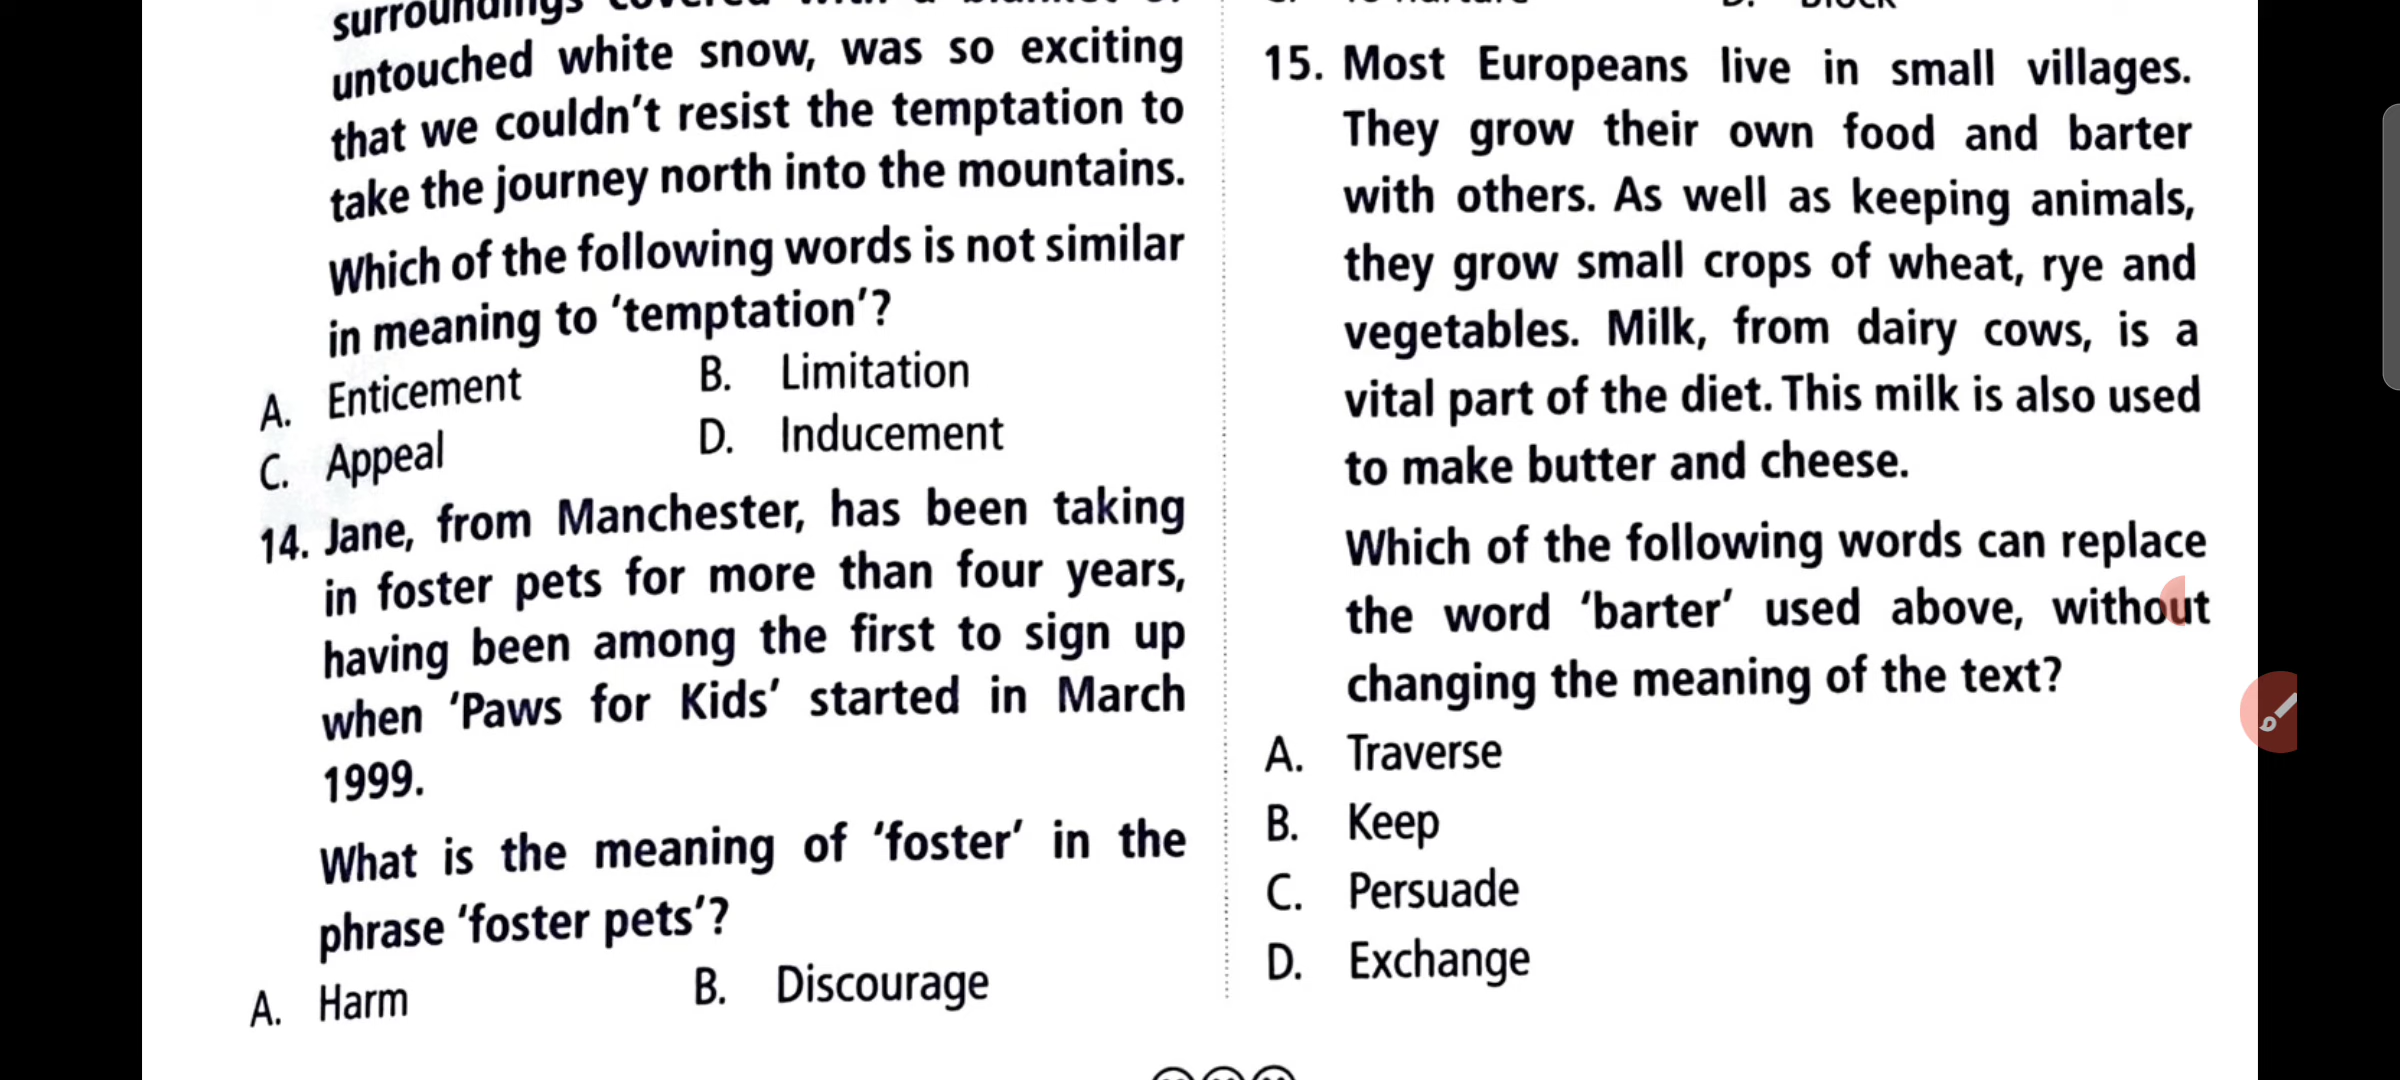 surroundings covered with a blanket of
untouched white snow, was so exciting
that we couldn't resist the temptation to
take the journey north into the mountains.
Which of the following words is not similar
in meaning to 'temptation'?
A. Enticement B. Limitation
C. Appeal D. Inducement
14. Jane, from Manchester, has been taking
in foster pets for more than four years,
having been among the first to sign up
when 'Paws for Kids' started in March
1999.
What is the meaning of 'foster' in the
phrase 'foster pets'?
A. Harm B. Discourage
C. To nurture D. Block
15. Most Europeans live in small villages.
They grow their own food and barter
with others. As well as keeping animals,
they grow small crops of wheat, rye and
vegetables. Milk, from dairy cows, is a
vital part of the diet. This milk is also used
to make butter and cheese.
Which of the following words can replace
the word 'barter' used above, without
changing the meaning of the text?
A. Traverse
B. Keep
C. Persuade
D. Exchange